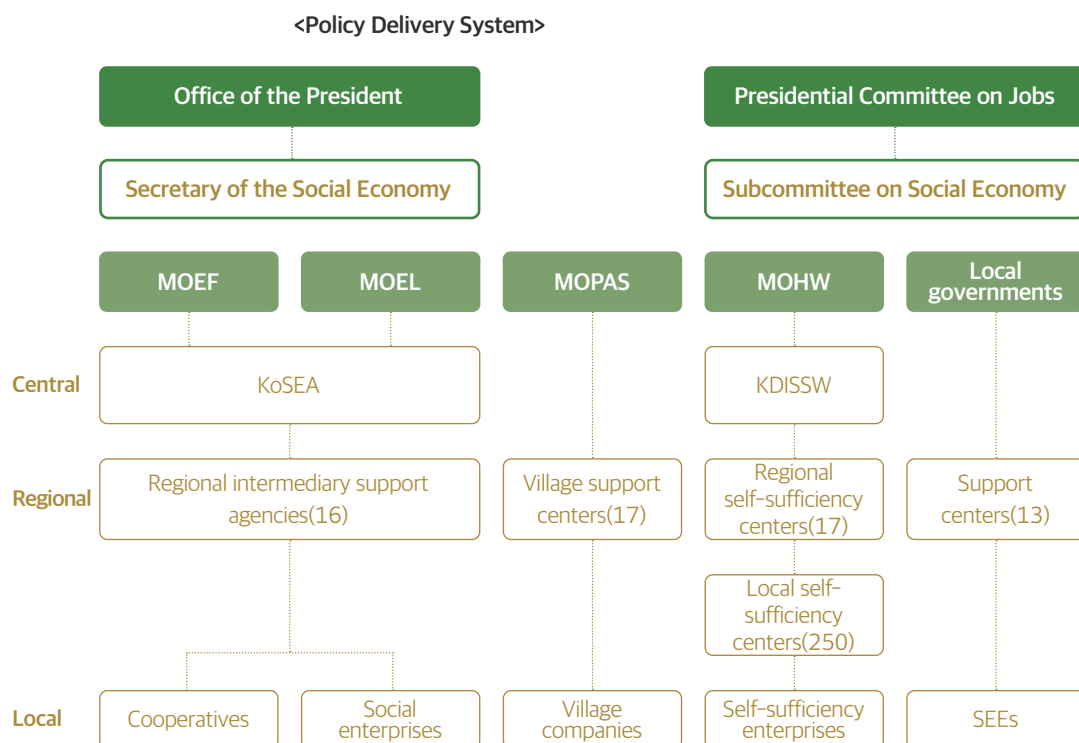 <Policy Delivery System>
Office of the President
Presidential Committee on Jobs
Secretary of the Social Economy
Subcommittee on Social Economy
MOEF
MOEL
MOPAS
MOHW
Local
governments
Central
KoSEA
KDISSW
Regional
Regional intermediary support
agencies(16)
Village support
centers(17)
Regional
self-sufficiency
centers(17)
Support
centers(13)
Local self-
sufficiency
centers(250)
Local
Cooperatives
Social
enterprises
Village
companies
Self-sufficiency
enterprises
SEEs